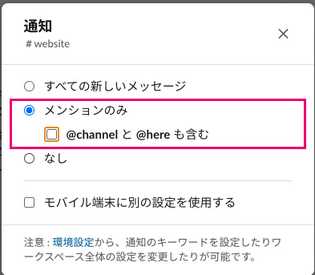 通知
# website
すべての新しいメッセージ
メンションのみ
@channel と @here も含む
なし
モバイル端末に別の設定を使用する
注意 : 環境設定から、通知のキーワードを設定したりワ
ークスペース全体の設定を変更したりが可能です。